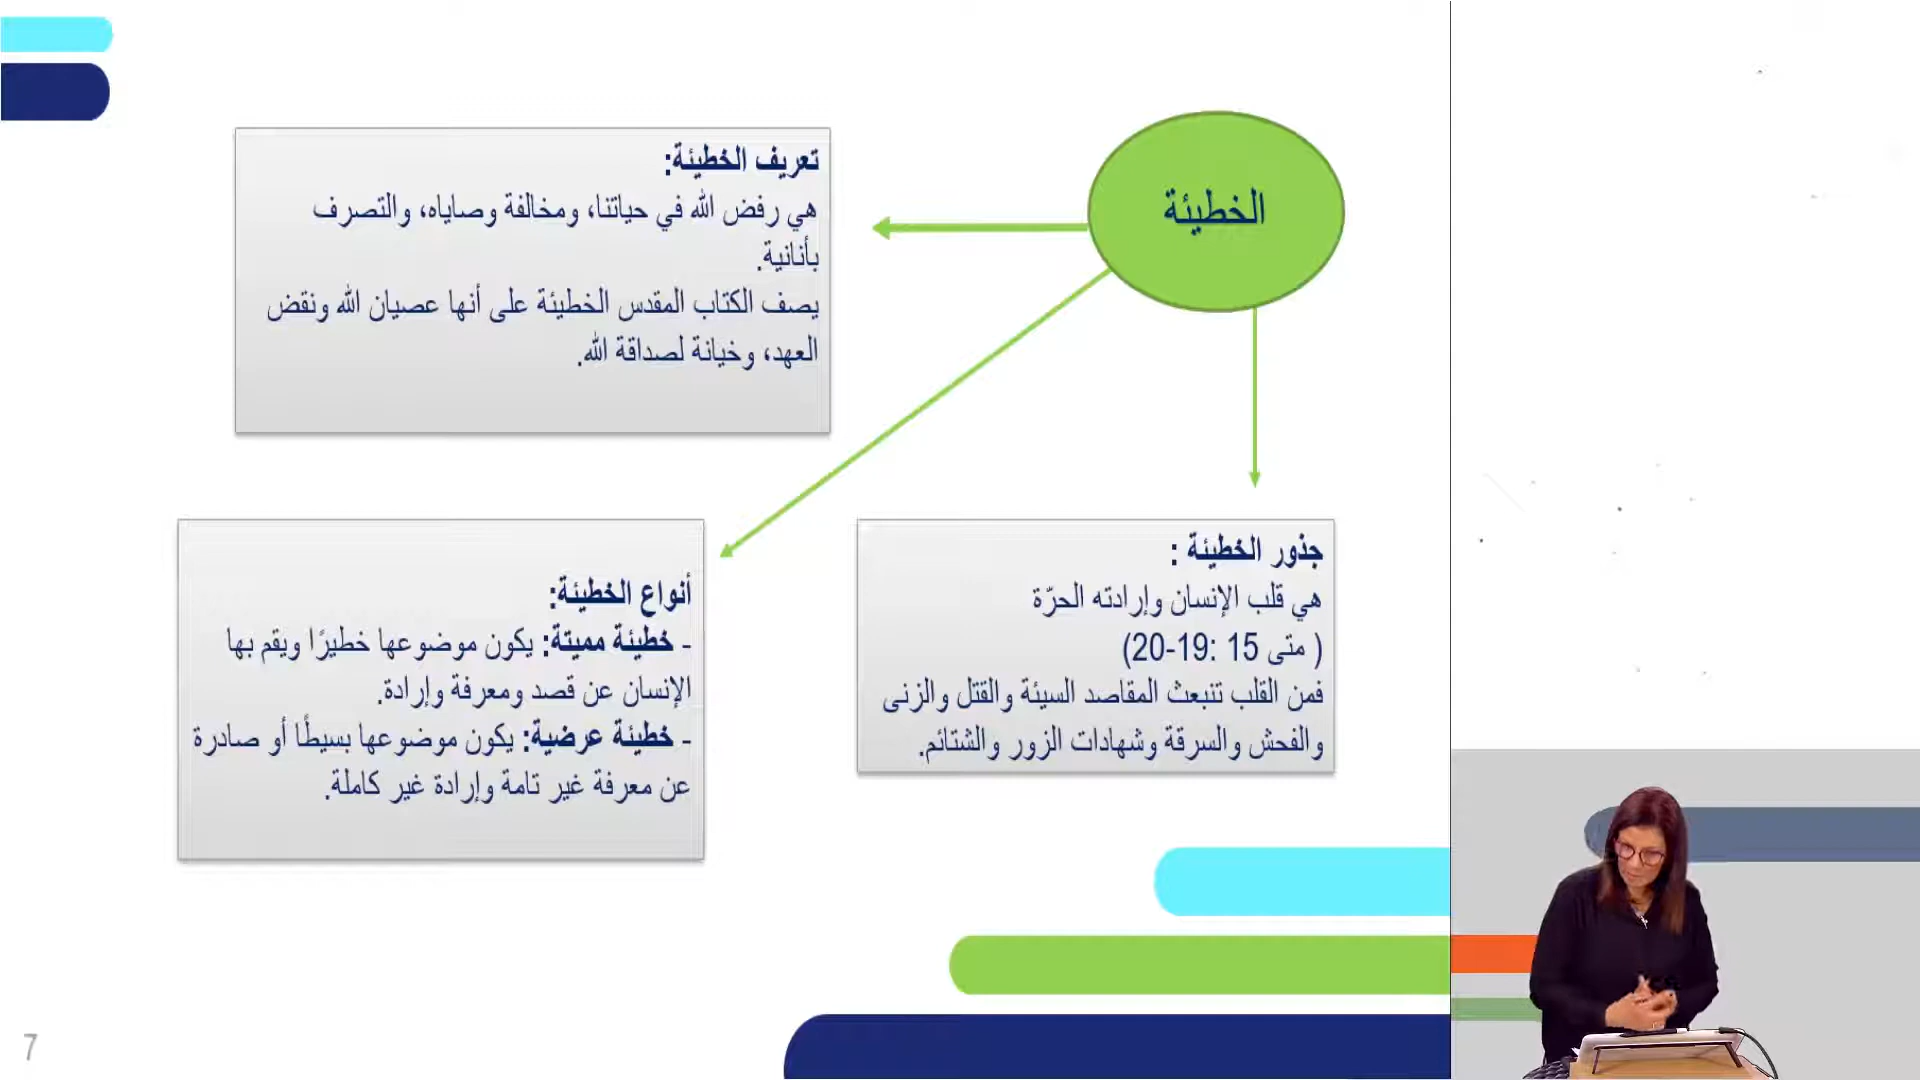 الخطيئة
تعريف الخطيئة:
هي رفض الله في حياتنا، ومخالفة وصاياه، والتصرف
بأنانية.
يصف الكتاب المقدس الخطيئة على أنها عصيان الله ونقض
العهد، وخيانة لصداقة الله.
جذور الخطيئة :
هي قلب الإنسان وإرادته الحرّة
( متى 15 :19-20)
فمن القلب تنبعث المقاصد السيئة والقتل والزنى
والفحش والسرقة وشهادات الزور والشتائم.
أنواع الخطيئة:
- خطيئة مميتة: يكون موضوعها خطيرًا ويقم بها
الإنسان عن قصد ومعرفة وإرادة.
- خطيئة عرضية: يكون موضوعها بسيطًا أو صادرة
عن معرفة غير تامة وإرادة غير كاملة.
7